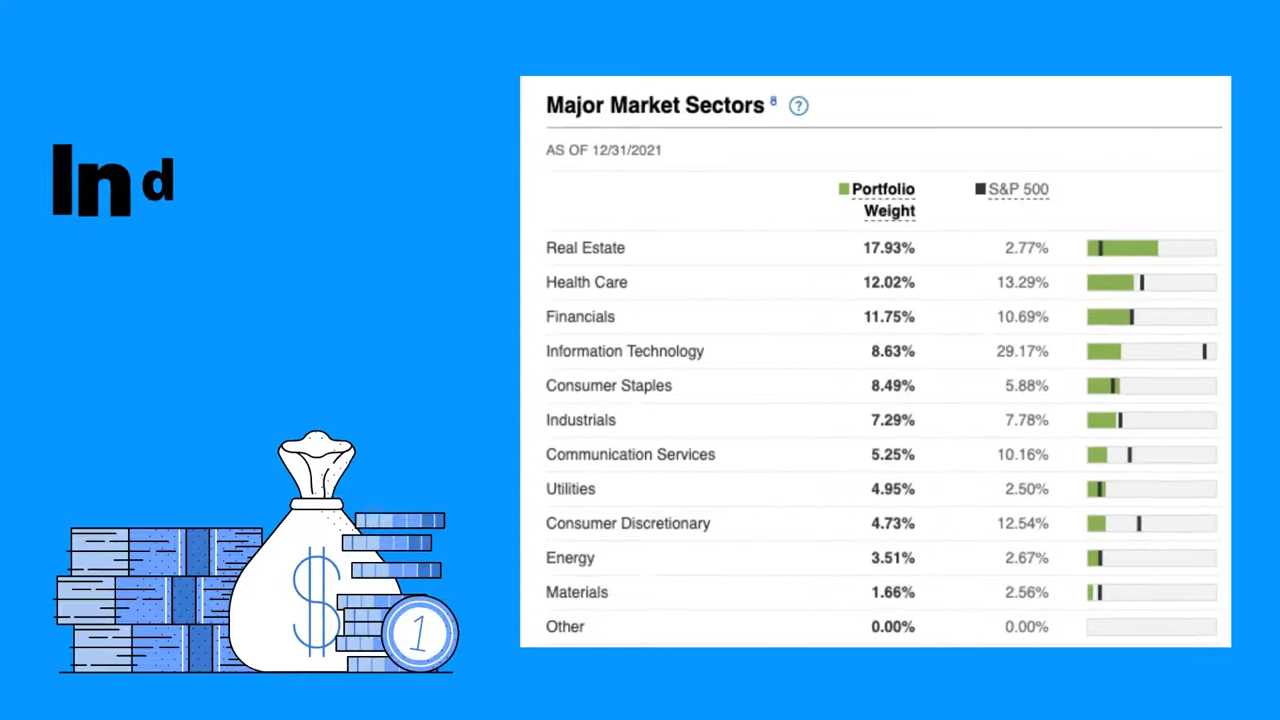 Ind
Major Market Sectors 8 ?
AS OF 12/31/2021
Portfolio Weight S&P 500
Real Estate 17.93% 2.77%
Health Care 12.02% 13.29%
Financials 11.75% 10.69%
Information Technology 8.63% 29.17%
Consumer Staples 8.49% 5.88%
Industrials 7.29% 7.78%
Communication Services 5.25% 10.16%
Utilities 4.95% 2.50%
Consumer Discretionary 4.73% 12.54%
Energy 3.51% 2.67%
Materials 1.66% 2.56%
Other 0.00% 0.00%
$
1